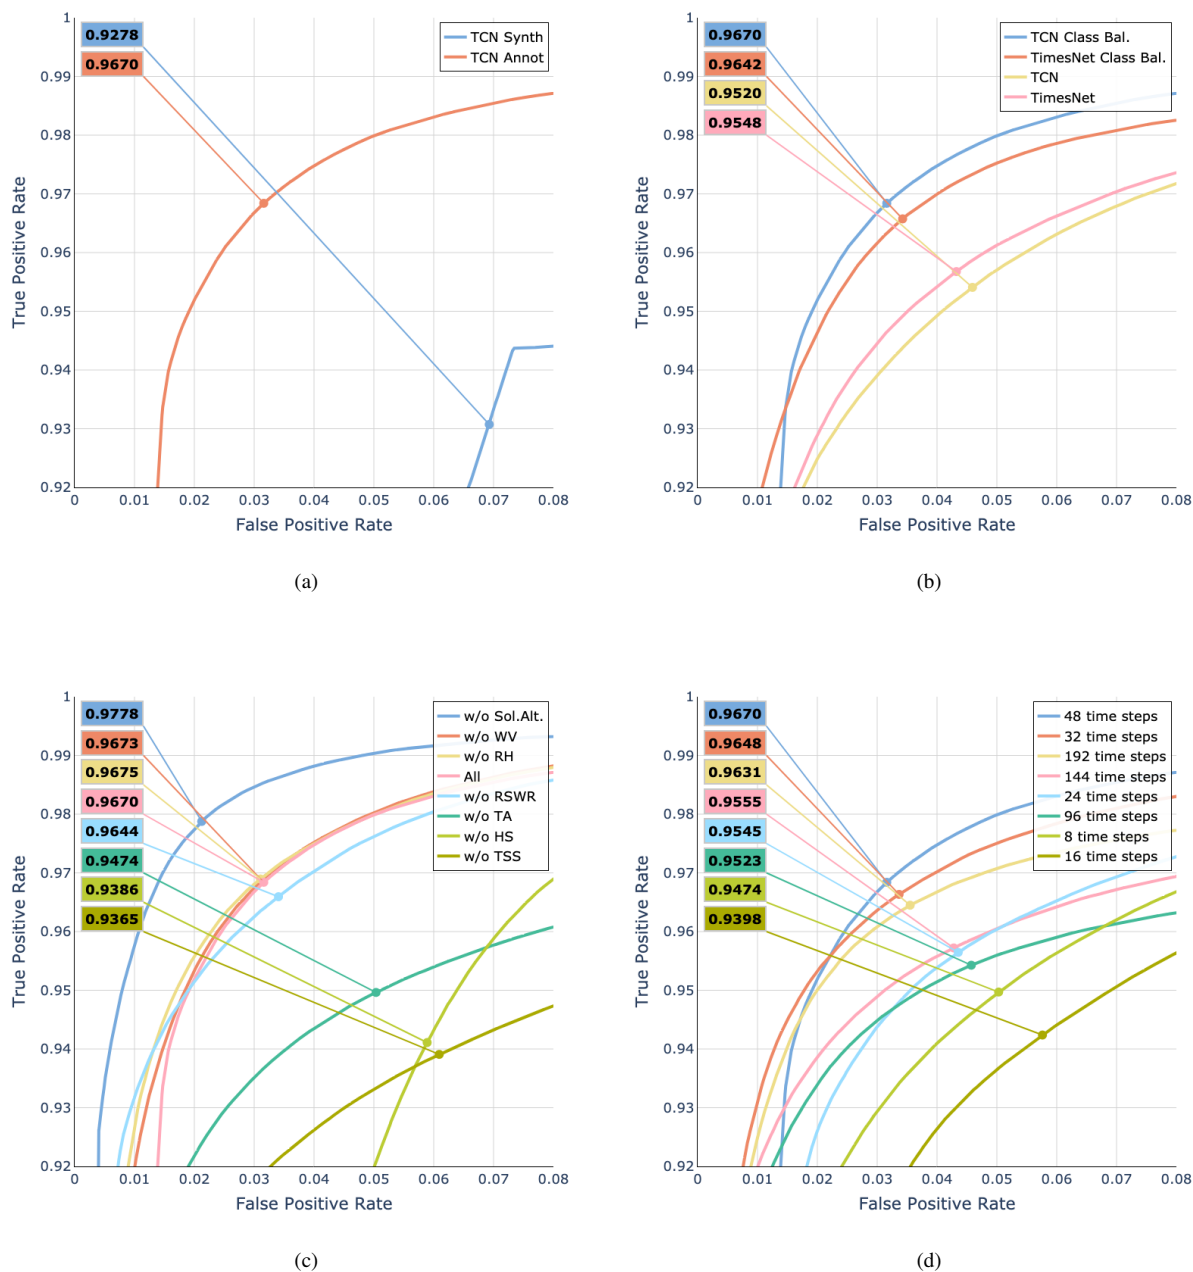 1
0.99
0.98
0.97
0.96
0.95
0.94
0.93
0.92
True Positive Rate
0.9278
0.9670
TCN Synth
TCN Annot
0
0.01
0.02
0.03
0.04
0.05
0.06
0.07
0.08
False Positive Rate
(a)
1
0.99
0.98
0.97
0.96
0.95
0.94
0.93
0.92
True Positive Rate
0.9670
0.9642
0.9520
0.9548
TCN Class Bal.
TimesNet Class Bal.
TCN
TimesNet
0
0.01
0.02
0.03
0.04
0.05
0.06
0.07
0.08
False Positive Rate
(b)
1
0.99
0.98
0.97
0.96
0.95
0.94
0.93
0.92
True Positive Rate
0.9778
0.9673
0.9675
0.9670
0.9644
0.9474
0.9386
0.9365
w/o Sol.Alt.
w/o WV
w/o RH
All
w/o RSWR
w/o TA
w/o HS
w/o TSS
0
0.01
0.02
0.03
0.04
0.05
0.06
0.07
0.08
False Positive Rate
(c)
1
0.99
0.98
0.97
0.96
0.95
0.94
0.93
0.92
True Positive Rate
0.9670
0.9648
0.9631
0.9555
0.9545
0.9523
0.9474
0.9398
48 time steps
32 time steps
192 time steps
144 time steps
24 time steps
96 time steps
8 time steps
16 time steps
0
0.01
0.02
0.03
0.04
0.05
0.06
0.07
0.08
False Positive Rate
(d)